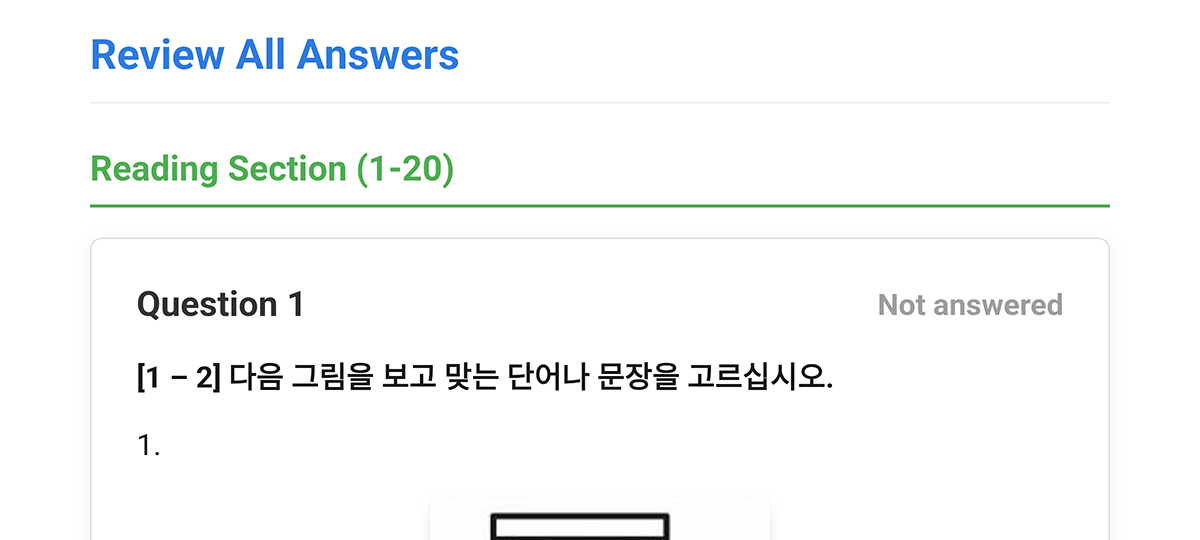 Review All Answers
Reading Section (1-20)
Question 1
Not answered
[1 – 2] 다음 그림을 보고 맞는 단어나 문장을 고르십시오.
1.